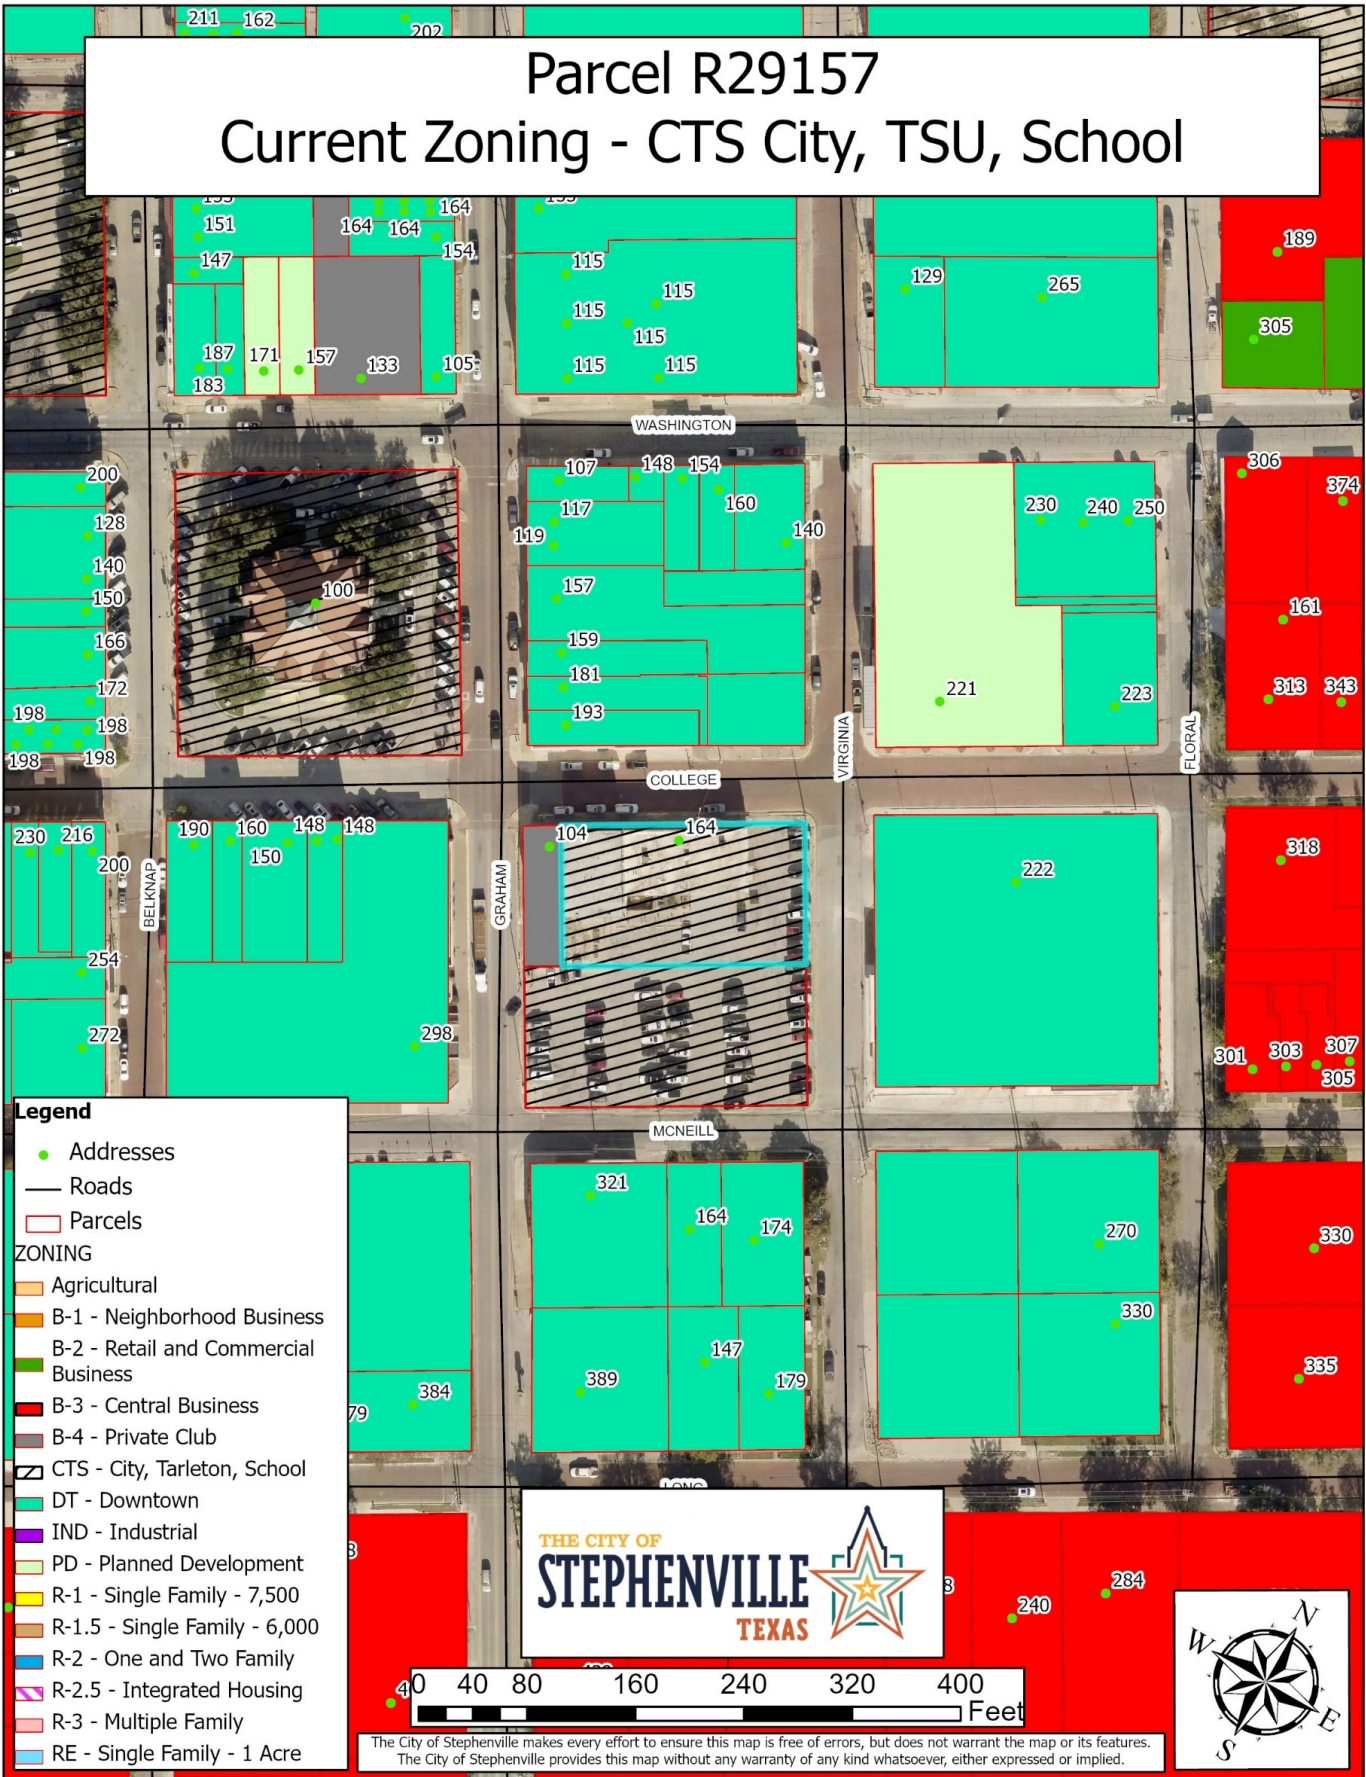 211 162
202
Parcel R29157
Current Zoning - CTS City, TSU, School
164
151 164 164
154
147
189
115
129 265
115
115 115
305
187 171 157 133 105
183
115 115
WASHINGTON
200
107 148 154
306
374
128
117 160
230 240 250
119 140
140
150
100
157
161
166
159
172
181
221 223
313 343
198 198
193
198 198
VIRGINIA
FLORAL
COLLEGE
230 216 200
190 160 150 148 148
104 164
318
BELKNAP
GRAHAM
222
254
272
298
301 303 307
305
MCNEILL
Legend
Addresses
Roads
Parcels
ZONING
Agricultural
B-1 - Neighborhood Business
B-2 - Retail and Commercial
Business
B-3 - Central Business
B-4 - Private Club
CTS - City, Tarleton, School
DT - Downtown
IND - Industrial
PD - Planned Development
R-1 - Single Family - 7,500
R-1.5 - Single Family - 6,000
R-2 - One and Two Family
R-2.5 - Integrated Housing
R-3 - Multiple Family
RE - Single Family - 1 Acre
321
164 174
270
330
330
147
389 179
384
79
335
LONG
THE CITY OF
STEPHENVILLE
TEXAS
8
8
240
284
N
W
E
S
0 40 80 160 240 320 400
Feet
The City of Stephenville makes every effort to ensure this map is free of errors, but does not warrant the map or its features.
The City of Stephenville provides this map without any warranty of any kind whatsoever, either expressed or implied.